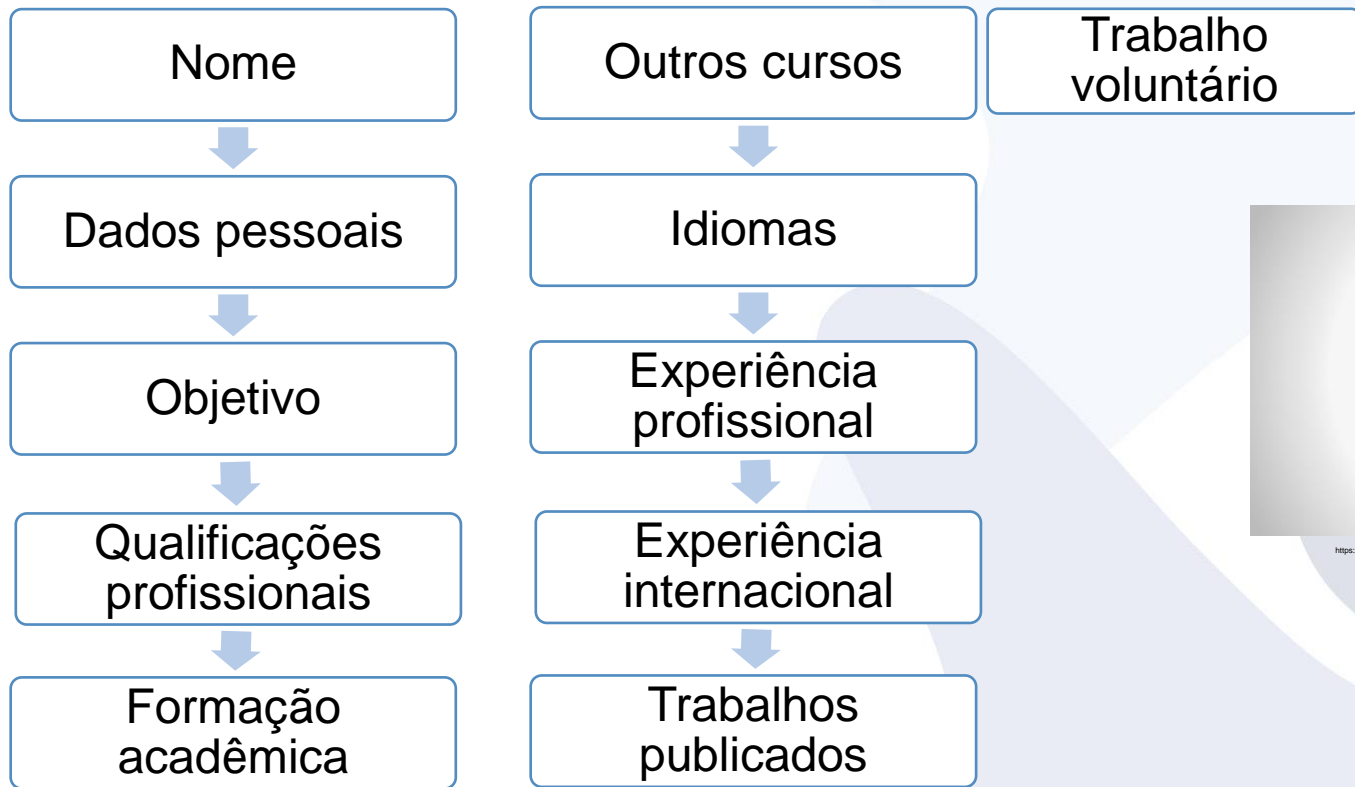 Nome
Dados pessoais
Objetivo
Qualificações
profissionais
Formação
acadêmica
Outros cursos
Idiomas
Experiência
profissional
Experiência
internacional
Trabalhos
publicados
Trabalho
voluntário
https: